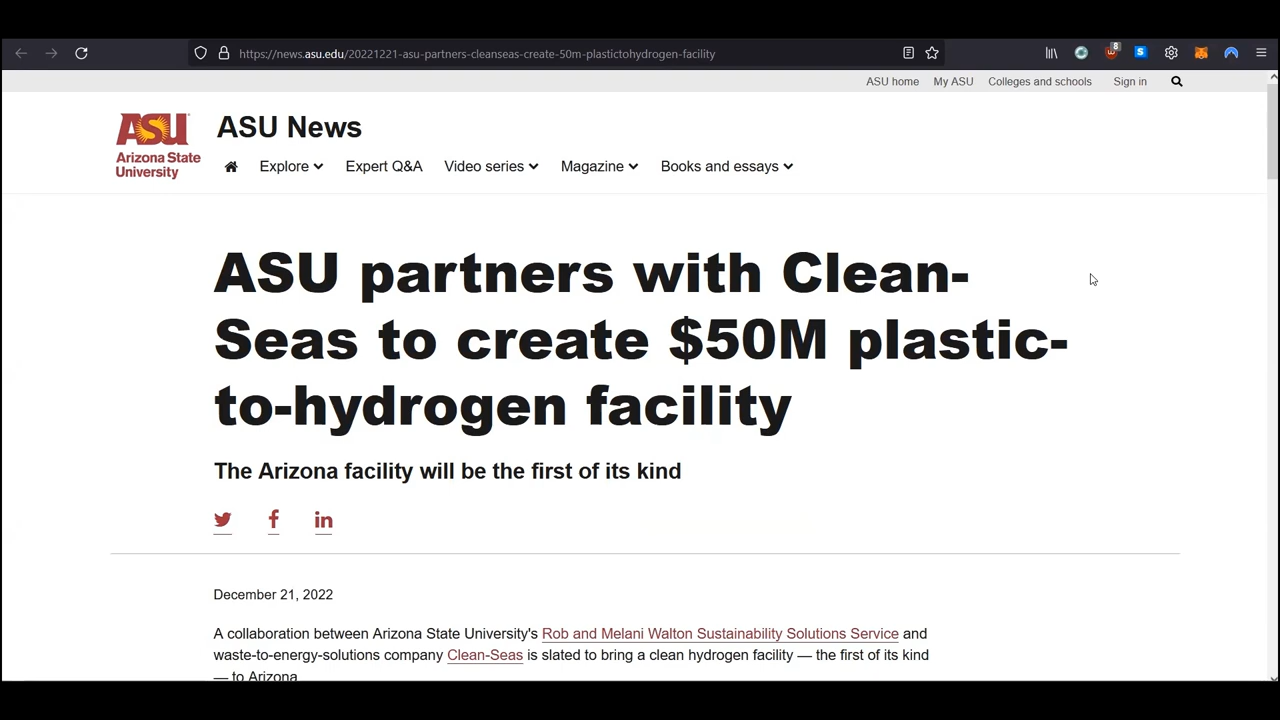 https://news.asu.edu/20221221-asu-partners-cleanseas-create-50m-plastictohydrogen-facility
8
S
ASU home My ASU Colleges and schools Sign in
ASU
Arizona State
University
ASU News
Explore Expert Q&A Video series Magazine Books and essays
ASU partners with Clean-
Seas to create $50M plastic-
to-hydrogen facility
The Arizona facility will be the first of its kind
December 21, 2022
A collaboration between Arizona State University's Rob and Melani Walton Sustainability Solutions Service and
waste-to-energy-solutions company Clean-Seas is slated to bring a clean hydrogen facility — the first of its kind
— to Arizona